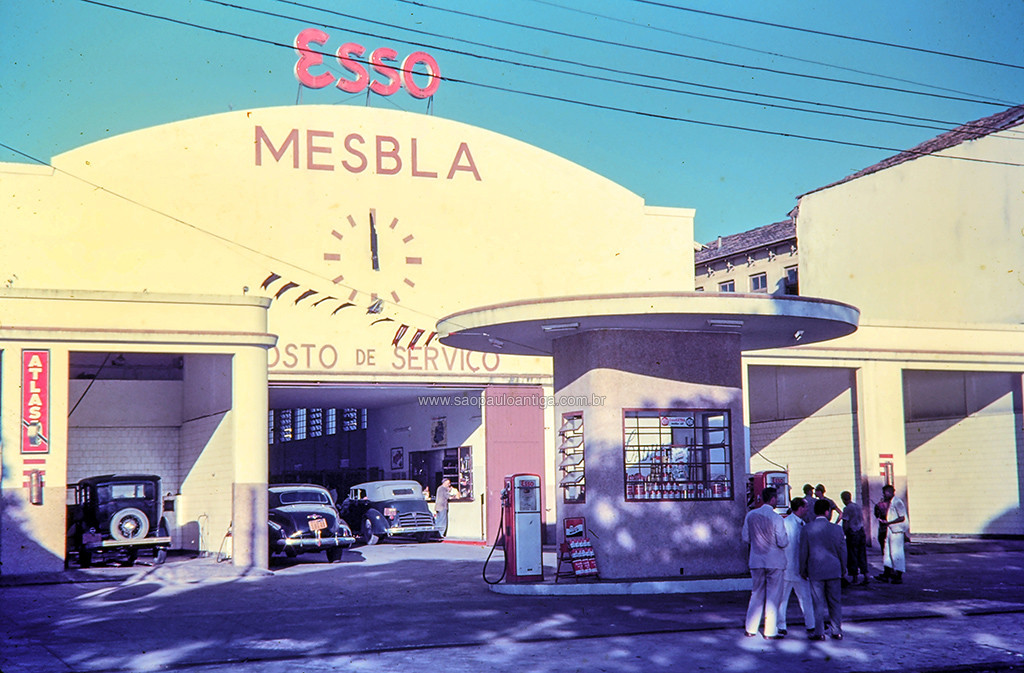 ESSO
MESBLA
OSTO DE SERVIÇO
ATLAS
www.saopauloantiga.com.br